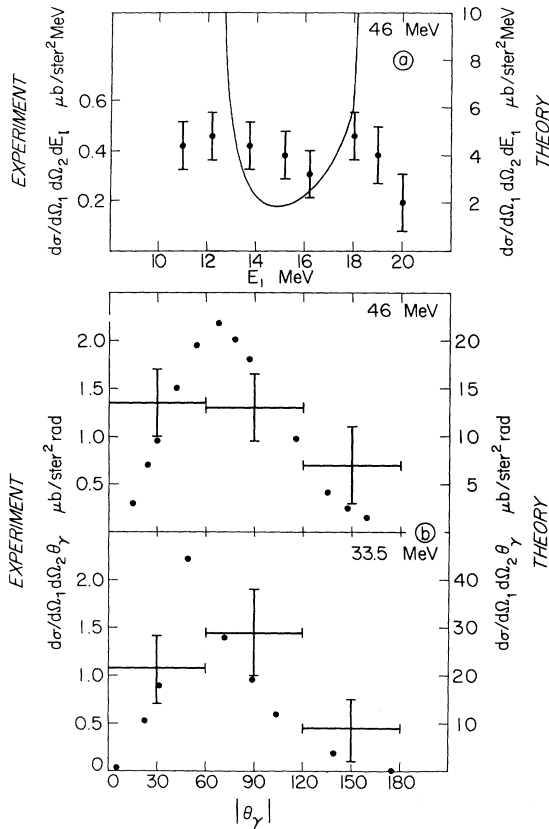 46 MeV
a
EXPERIMENT
dσ/dΩ₁ dΩ₂ dE₁ μb/ster² MeV
0.6
0.4
0.2
10
8
6
4
2
dσ/dΩ₁ dΩ₂ dE₁ μb/ster² MeV
THEORY
10 12 14 16 18 20
E₁ MeV
46 MeV
2.0
1.5
1.0
0.5
20
15
10
5
b
33.5 MeV
EXPERIMENT
dσ/dΩ₁ dΩ₂ θγ μb/ster² rad
dσ/dΩ₁ dΩ₂ θγ μb/ster² rad
THEORY
2.0
1.5
1.0
0.5
0
40
30
20
10
0 30 60 90 120 150 180
|θγ|